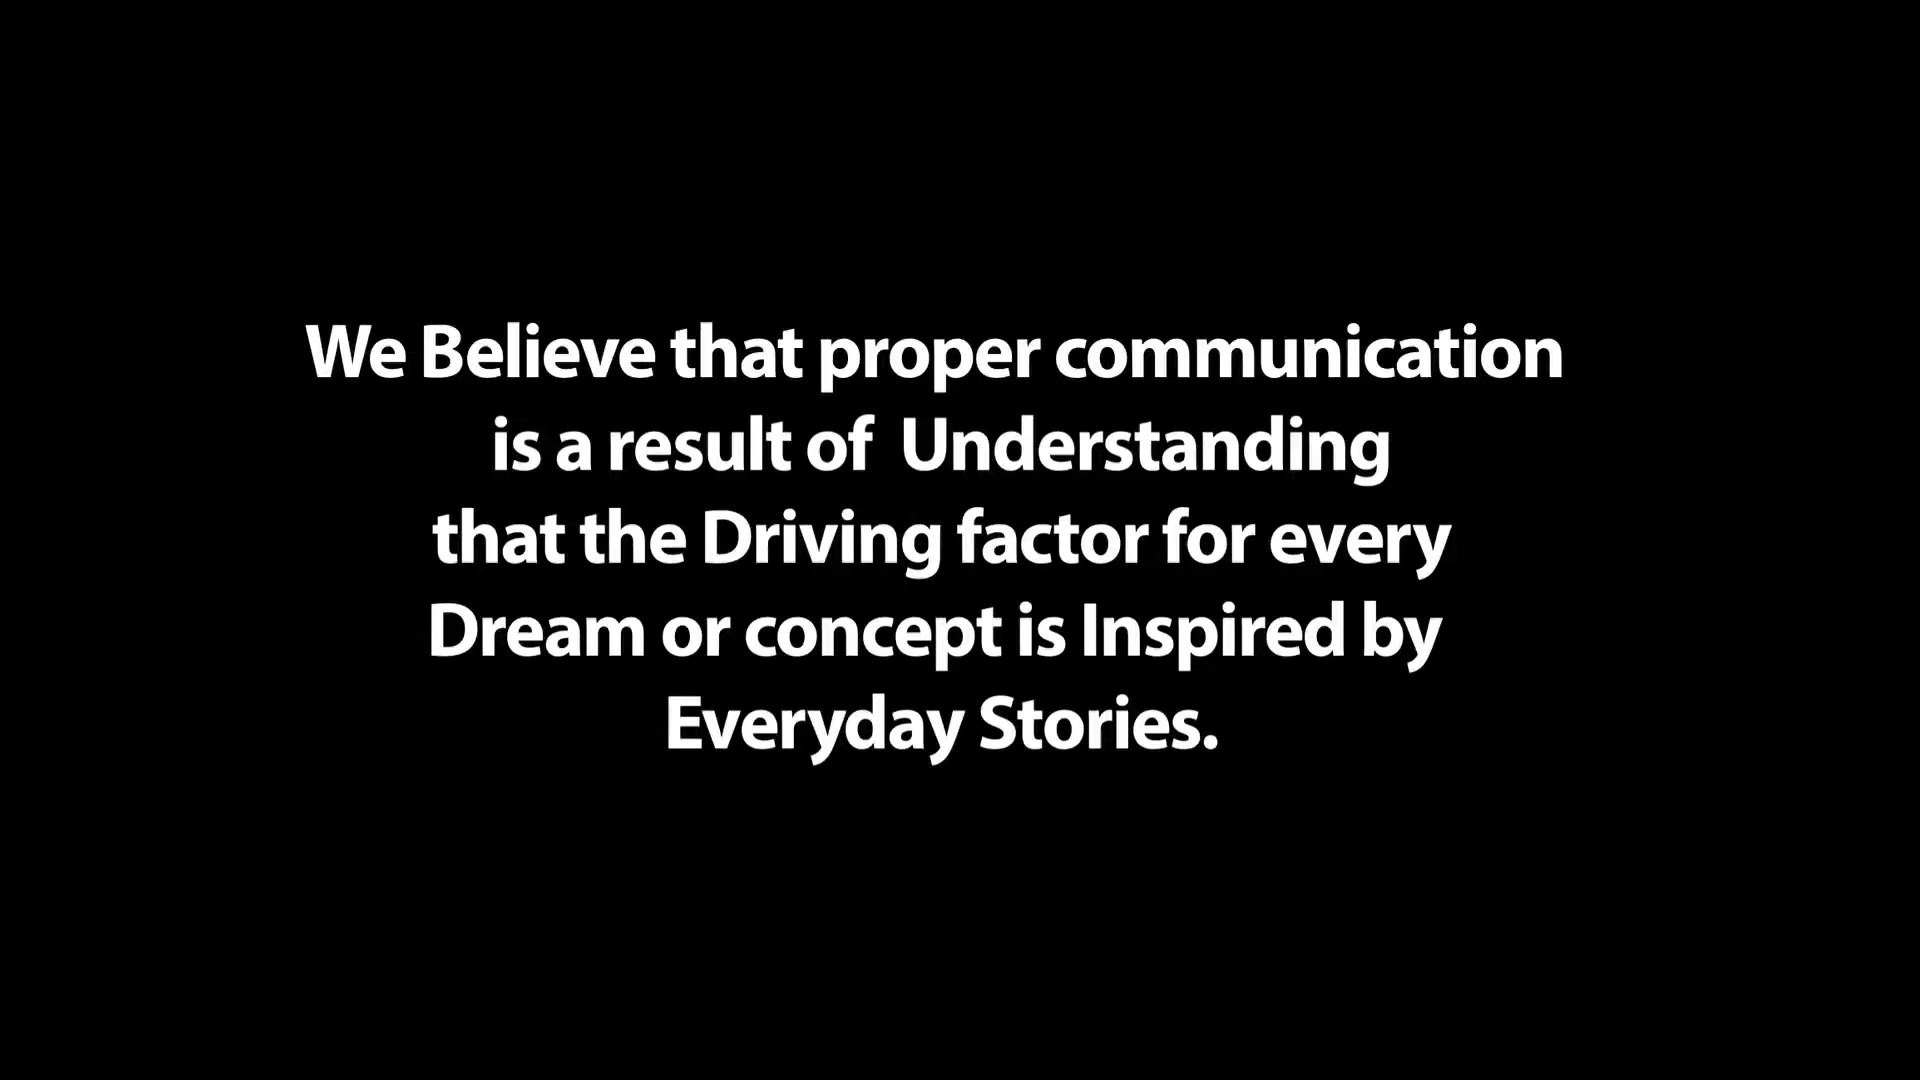 We Believe that proper communication
is a result of  Understanding
that the Driving factor for every
Dream or concept is Inspired by
Everyday Stories.